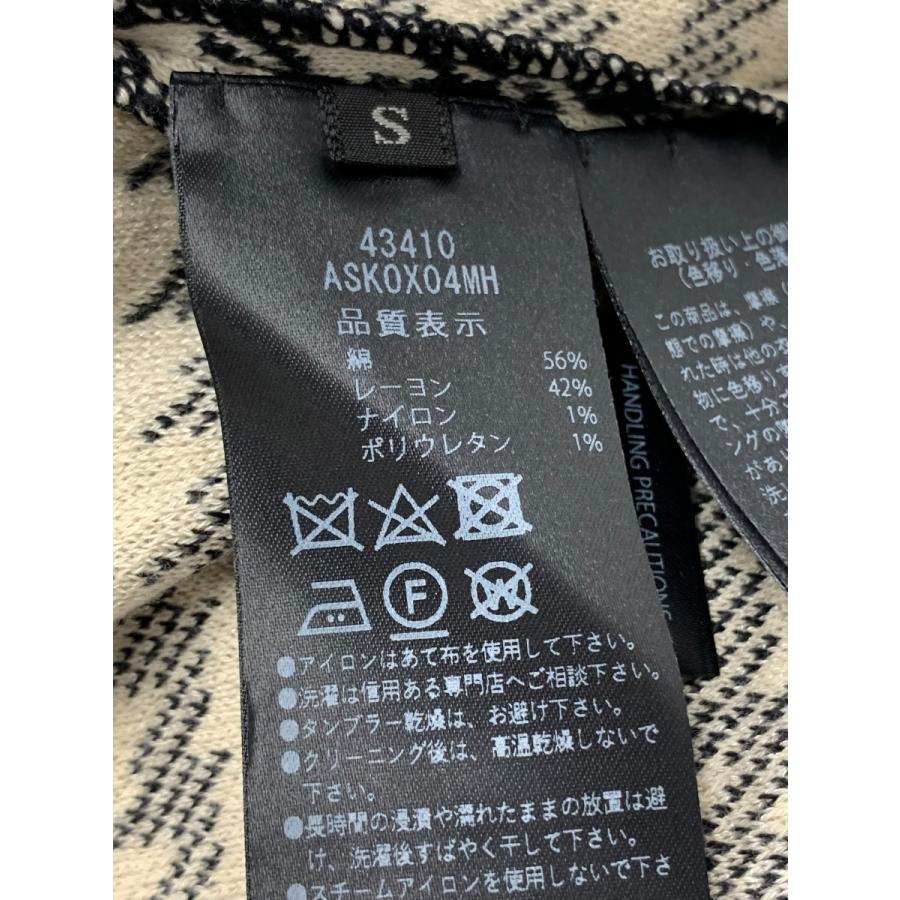 S
43410
ASK0X04MH
品質表示
綿 56%
レーヨン 42%
ナイロン 1%
ポリウレタン 1%
F
W
●アイロンはあて布を使用して下さい。
●洗濯は信用ある専門店へご相談下さい。
●タンブラー乾燥は、お避け下さい。
●クリーニング後は、高温乾燥しないで
下さい。
●長時間の浸漬や濡れたままの放置は避
け、洗濯後すばやく干して下さい。
●スチームアイロンを使用しないで下さ
HANDLING PRECAUTIONS
お取り扱い上の御
(色移り・色落
この商品は、摩擦(
態での摩擦)や、
れた時は他の衣
物に色移りす
で、十分
ングの際
があり
洗